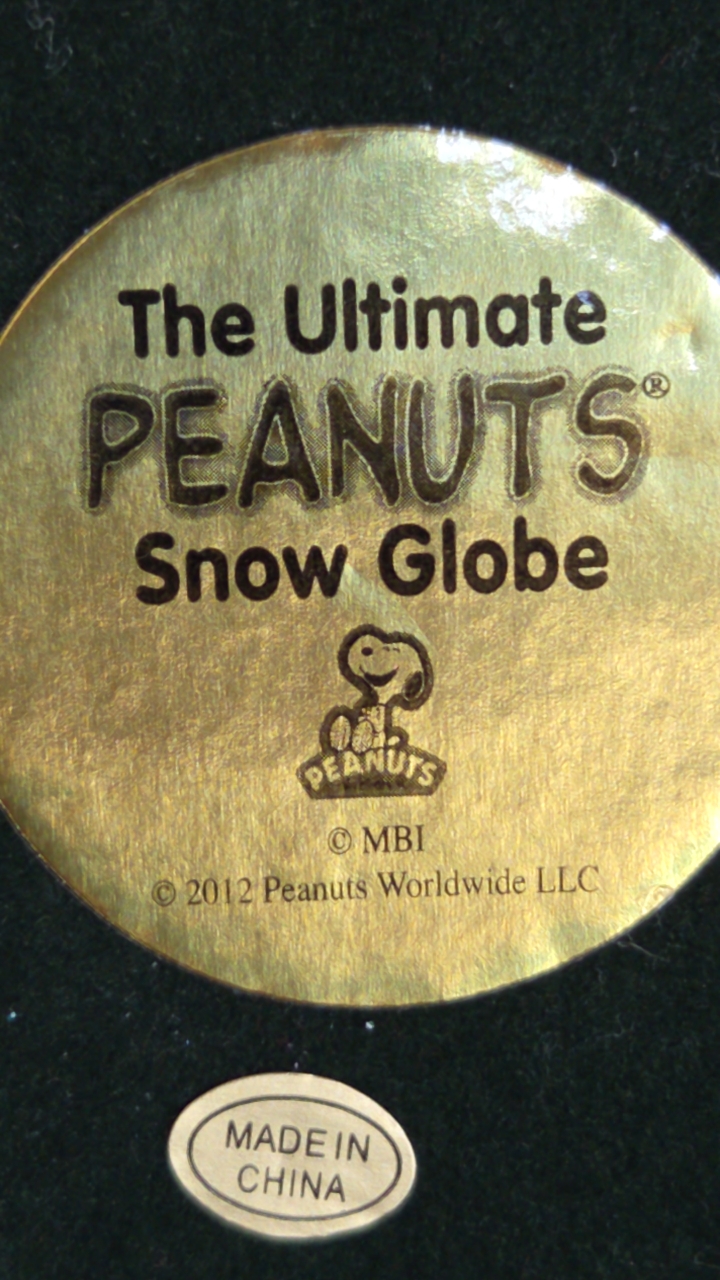 The Ultimate
PEANUTS®
Snow Globe
PEANUTS
© MBI
© 2012 Peanuts Worldwide LLC
MADE IN
CHINA